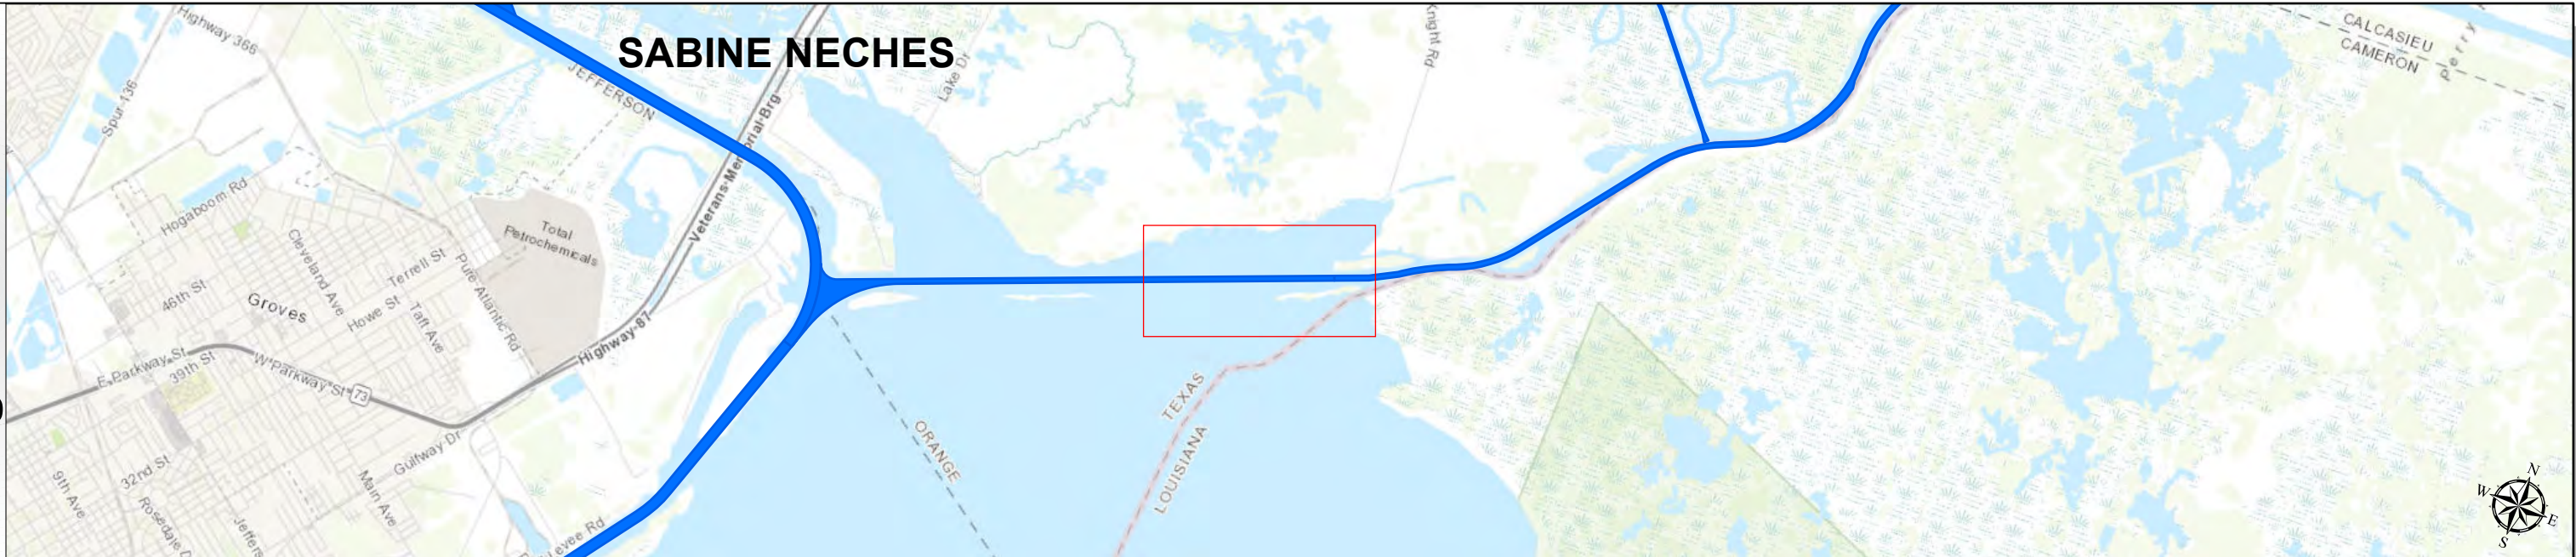 Highway 366
SABINE NECHES
Knight Rd
CALCASIEU
CAMERON
Perry
Spur 136
JEFFERSON
Lake Dr
Veterans Memorial Brg
Hogaboom Rd
Total
Petrochemicals
Cleveland Ave
Terrell St
Pure Atlantic Rd
46th St
Groves
Howe St
Taft Ave
Highway 87
E Parkway St
39th St
W Parkway St
73
TEXAS
LOUISIANA
ORANGE
Gulfway Dr
32nd St
9th Ave
Main Ave
Rosedale D
Jeffers
Levee Rd
N
W
E
S